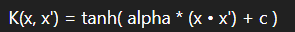 K(x, x') = tanh( alpha * (x • x') + c )